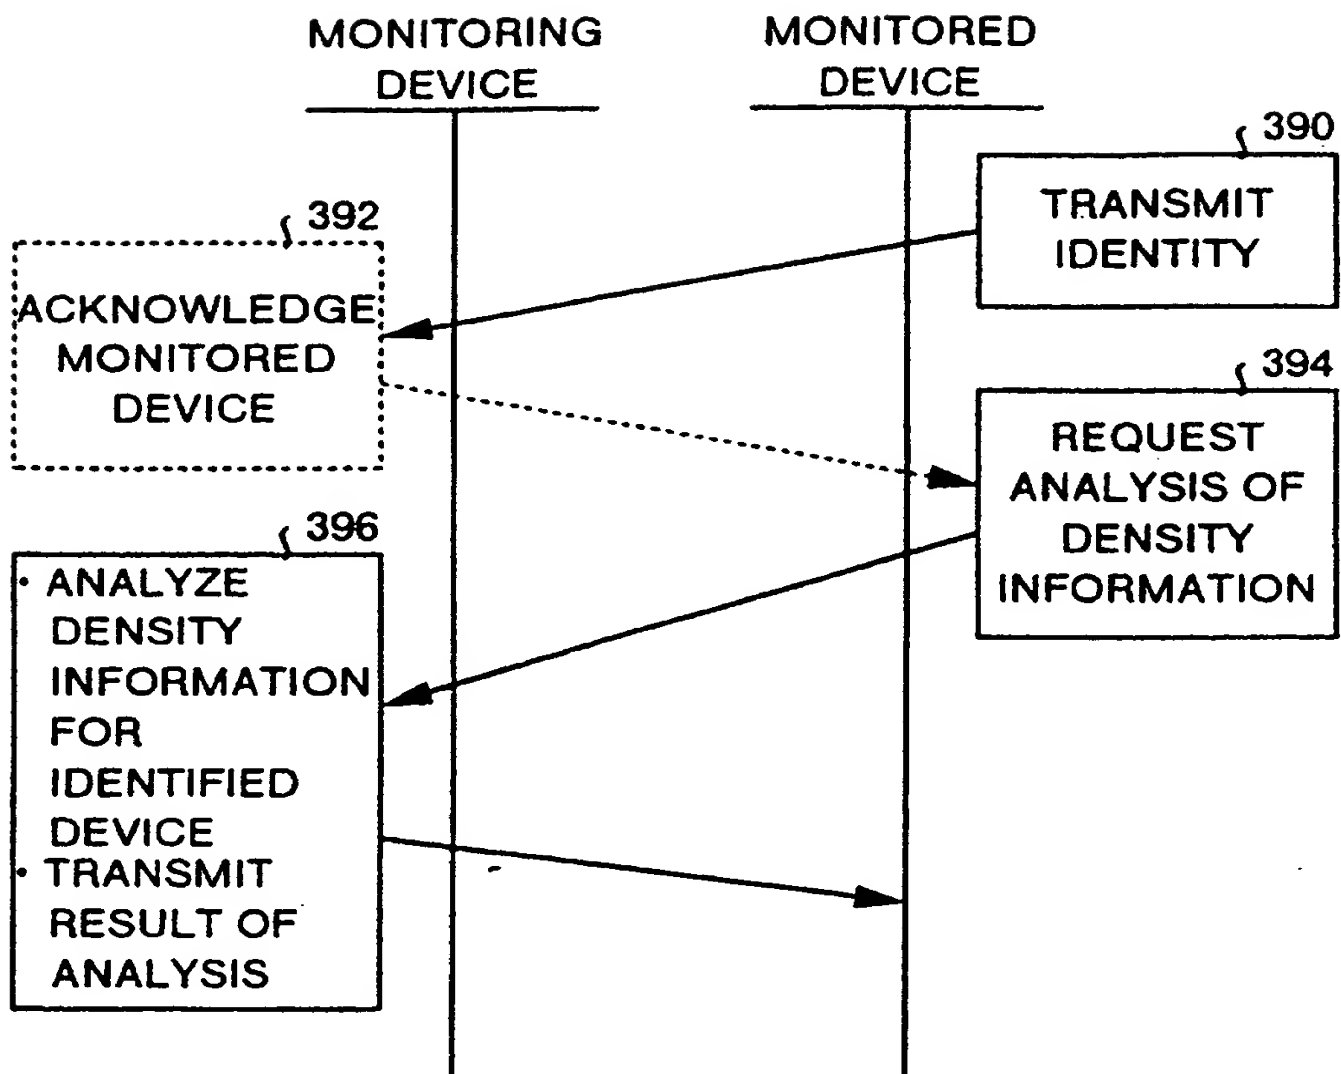 MONITORING
DEVICE
MONITORED
DEVICE
390
TRANSMIT
IDENTITY
392
ACKNOWLEDGE
MONITORED
DEVICE
394
REQUEST
ANALYSIS OF
DENSITY
INFORMATION
396
· ANALYZE
DENSITY
INFORMATION
FOR
IDENTIFIED
DEVICE
· TRANSMIT
RESULT OF
ANALYSIS